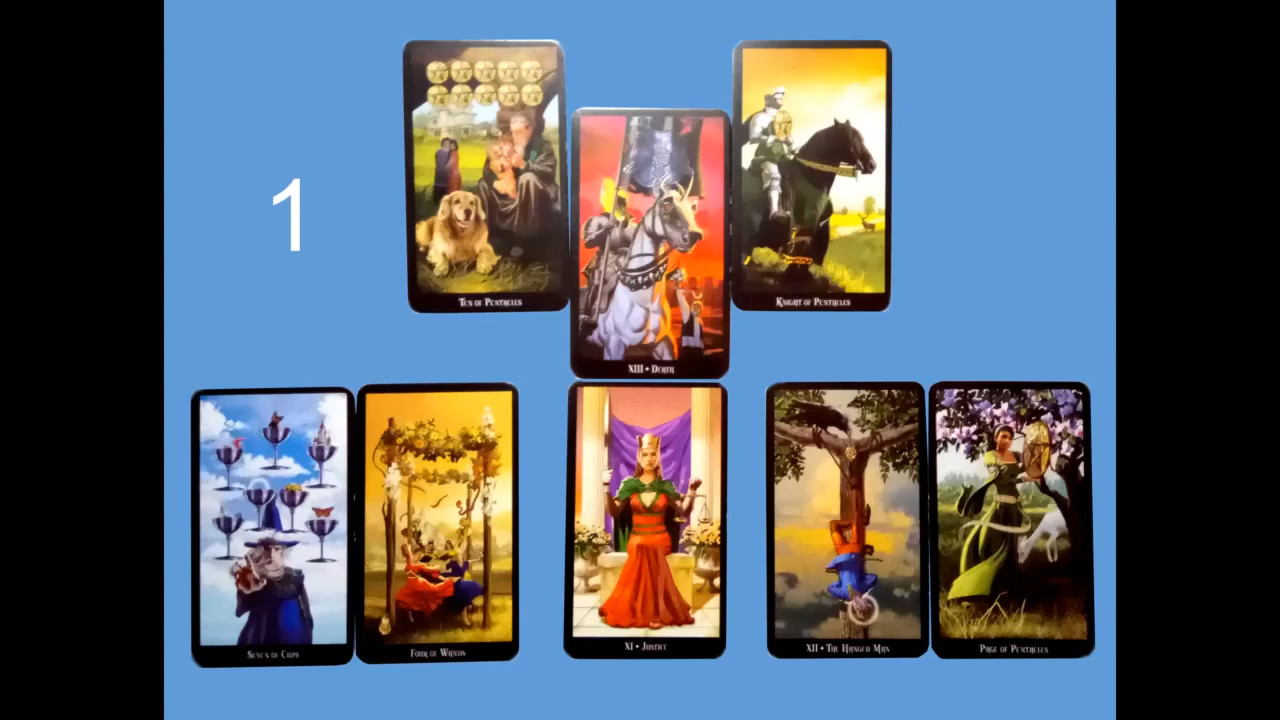 1
Ten of Pentacles
Knight of Pentacles
XIII • Death
Seven of Cups
Four of Wands
XI • Justice
XII • The Hanged Man
Page of Pentacles